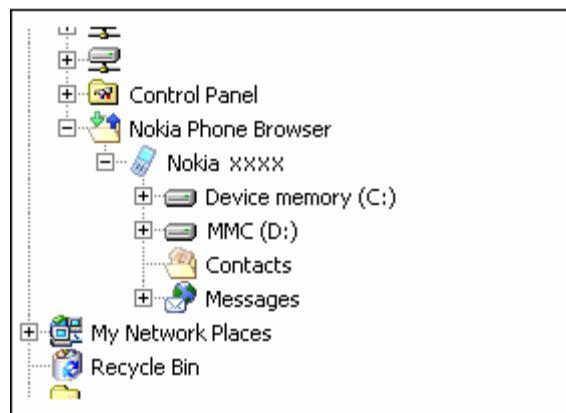 Control Panel
Nokia Phone Browser
Nokia xxxx
Device memory (C:)
MMC (D:)
Contacts
Messages
My Network Places
Recycle Bin